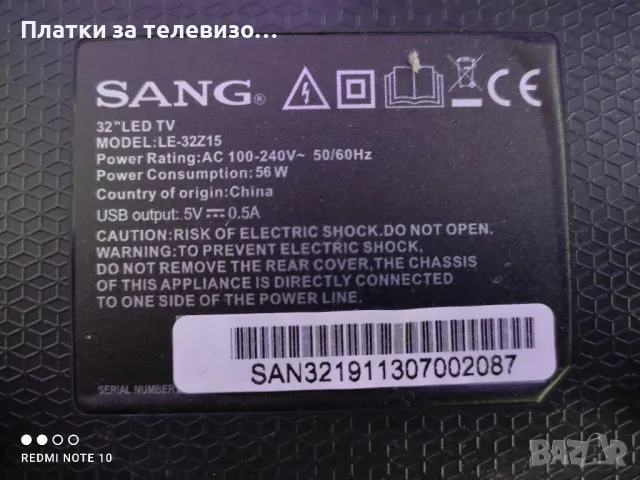 Платки за телевизо...
SANG®
32"LED TV
MODEL:LE-32Z15
Power Rating:AC 100-240V~ 50/60Hz
Power Consumption:56W
Country of origin:China
USB output: 5V⎓0.5A
CAUTION:RISK OF ELECTRIC SHOCK.DO NOT OPEN.
WARNING:TO PREVENT ELECTRIC SHOCK,
DO NOT REMOVE THE REAR COVER,THE CHASSIS
OF THIS APPLIANCE IS DIRECTLY CONNECTED
TO ONE SIDE OF THE POWER LINE.
SERIAL NUMBER
SAN321911307002087
REDMI NOTE 10
BAZAR